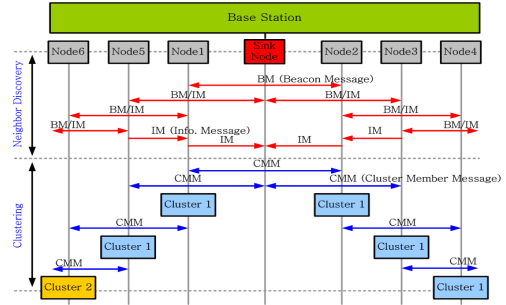 Base Station
Node6
Node5
Node1
Sink
Node
Node2
Node3
Node4
BM (Beacon Message)
BM/IM
BM/IM
BM/IM
BM/IM
BM/IM
IM (Info. Message)
IM
BM/IM
IM
IM
Neighbor Discovery
CMM
CMM
CMM (Cluster Member Message)
Cluster 1
Cluster 1
CMM
CMM
Cluster 1
Cluster 1
CMM
CMM
Cluster 2
Cluster 1
Clustering